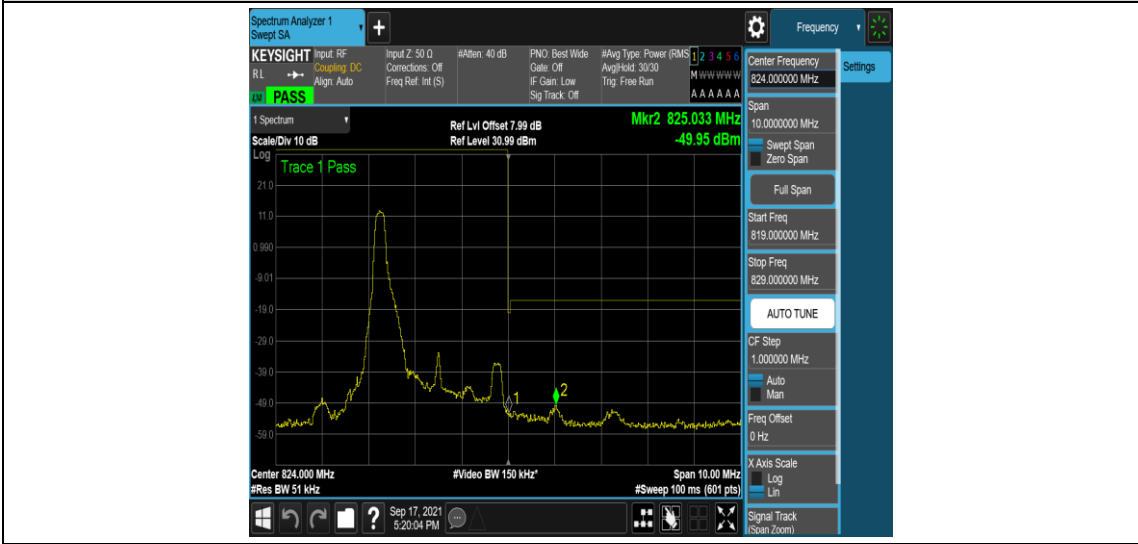 Spectrum Analyzer 1
Swept SA
+
Frequency
KEYSIGHT
Input: RF
Coupling: DC
Align: Auto
Input Z: 50 Ω
Corrections: Off
Freq Ref: Int (S)
#Atten: 40 dB
PNO: Best Wide
Gate: Off
IF Gain: Low
Sig Track: Off
#Avg Type: Power (RMS
Avg|Hold: 30/30
Trig: Free Run
1 2 3 4 5 6
M W W W W W
A A A A A A
R L
PASS
1 Spectrum
Scale/Div 10 dB
Ref Lvl Offset 7.99 dB
Ref Level 30.99 dBm
Mkr2 825.033 MHz
-49.95 dBm
Log
Trace 1 Pass
21.0
11.0
0.990
-9.01
-19.0
-29.0
-39.0
-49.0
-59.0
1
2
Center 824.000 MHz
#Video BW 150 kHz*
Span 10.00 MHz
#Res BW 51 kHz
#Sweep 100 ms (601 pts)
?
Sep 17, 2021
5:20:04 PM
Center Frequency
824.000000 MHz
Settings
Span
10.0000000 MHz
Swept Span
Zero Span
Full Span
Start Freq
819.000000 MHz
Stop Freq
829.000000 MHz
AUTO TUNE
CF Step
1.000000 MHz
Auto
Man
Freq Offset
0 Hz
X Axis Scale
Log
Lin
Signal Track
(Span Zoom)